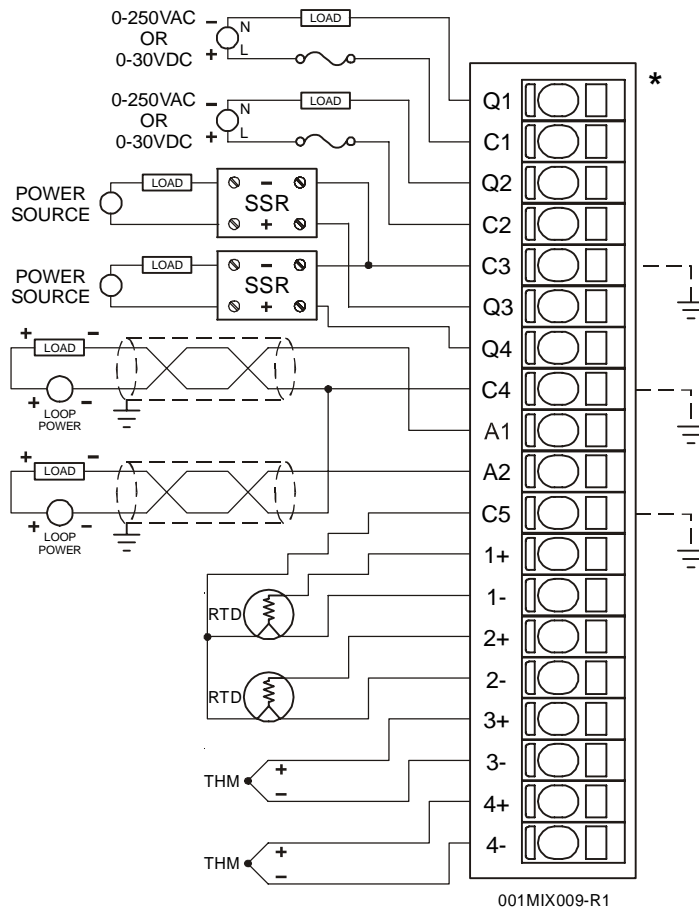 0-250VAC
OR
0-30VDC
-
+
N
L
LOAD
0-250VAC
OR
0-30VDC
-
+
N
L
LOAD
POWER
SOURCE
LOAD
-
SSR
+
POWER
SOURCE
LOAD
-
SSR
+
+ LOAD -
+ -
LOOP
POWER
+ LOAD -
+ -
LOOP
POWER
RTD
RTD
THM
+
-
THM
+
-
*
Q1
C1
Q2
C2
C3
Q3
Q4
C4
A1
A2
C5
1+
1-
2+
2-
3+
3-
4+
4-
001MIX009-R1